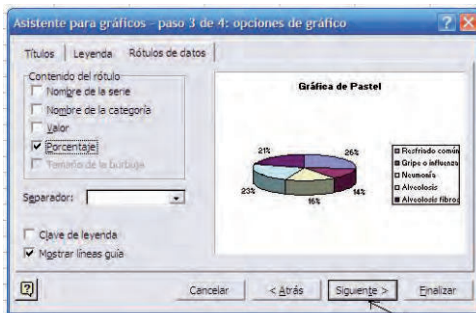 Asistente para gráficos - paso 3 de 4: opciones de gráfico
Títulos Leyenda Rótulos de datos
Contenido del rótulo
Nombre de la serie
Nombre de la categoría
Valor
Porcentaje
Tamaño de la burbuja
Separador:
Clave de leyenda
Mostrar líneas guía
Gráfica de Pastel
21%
26%
23%
14%
16%
Resfriado común
Gripe o influenza
Neumonía
Alveolosis
Alveolosis fibros
Cancelar
< Atrás
Siguiente >
Finalizar